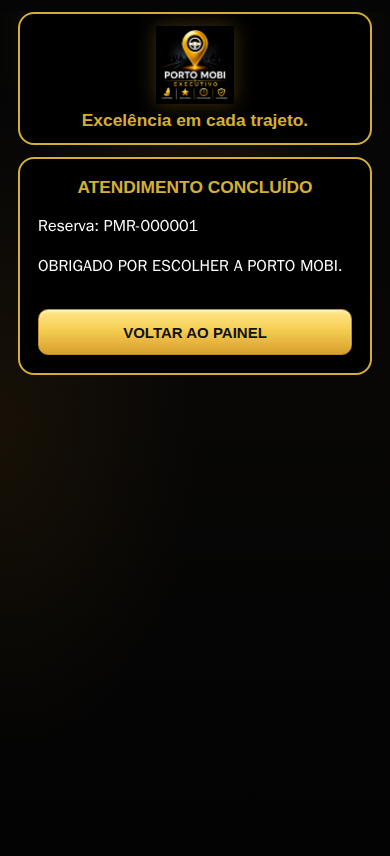 PORTO MOBI
EXECUTIVO
Excelência em cada trajeto.
ATENDIMENTO CONCLUÍDO
Reserva: PMR-000001
OBRIGADO POR ESCOLHER A PORTO MOBI.
VOLTAR AO PAINEL